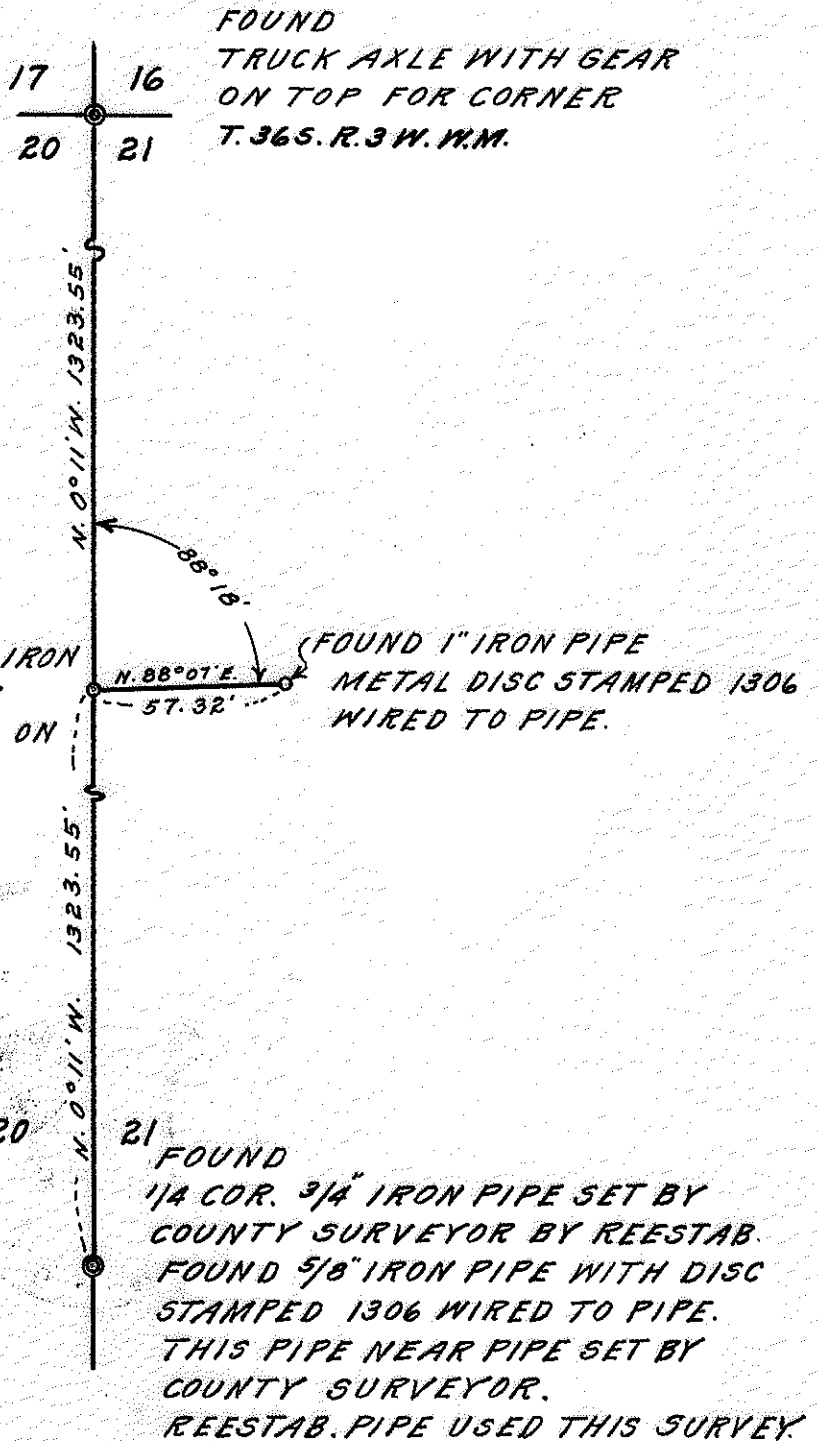 FOUND
TRUCK AXLE WITH GEAR
ON TOP FOR CORNER
T. 36 S. R. 3 W. W.M.
17 16
20 21
N. 0° 11' W. 1323.55'
88° 18'
IRON
ON
N. 88° 07' E.
57.32'
FOUND 1" IRON PIPE
METAL DISC STAMPED 1306
WIRED TO PIPE.
N. 0° 11' W. 1323.55'
20 21
FOUND
1/4 COR. 3/4" IRON PIPE SET BY
COUNTY SURVEYOR BY REESTAB.
FOUND 5/8" IRON PIPE WITH DISC
STAMPED 1306 WIRED TO PIPE.
THIS PIPE NEAR PIPE SET BY
COUNTY SURVEYOR.
REESTAB. PIPE USED THIS SURVEY.